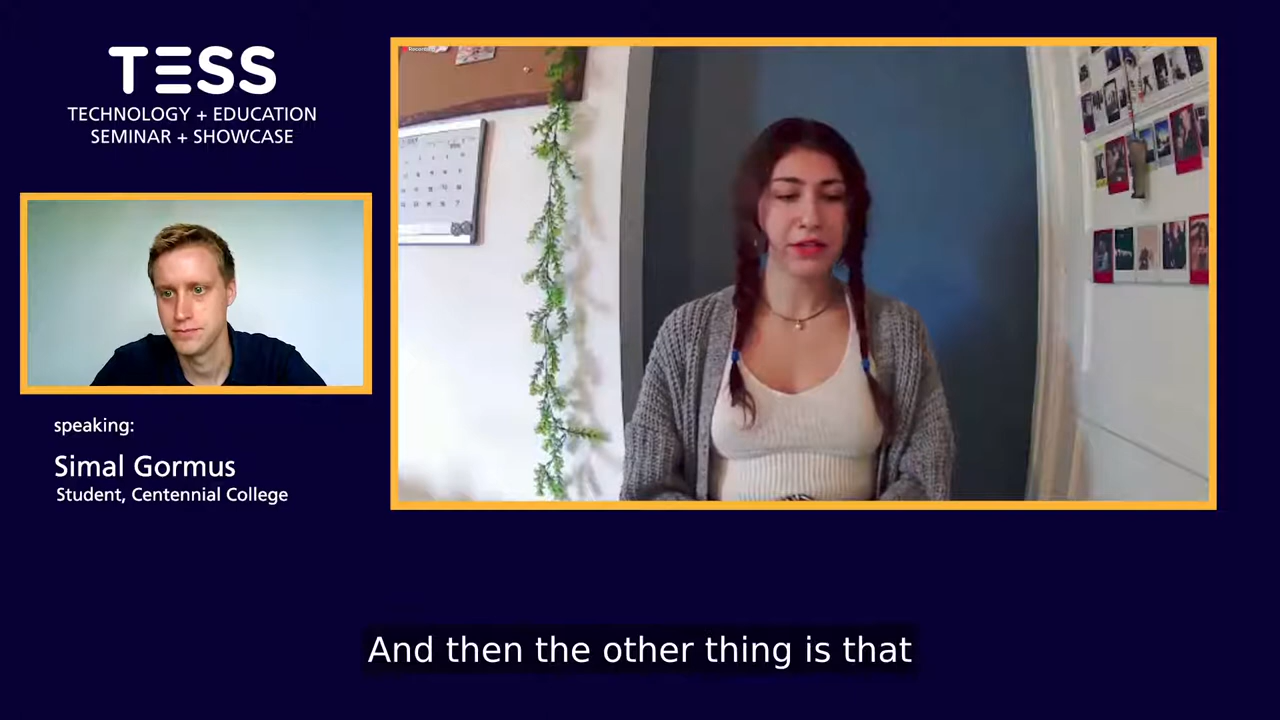 TESS
TECHNOLOGY + EDUCATION
SEMINAR + SHOWCASE
speaking:
Simal Gormus
Student, Centennial College
And then the other thing is that